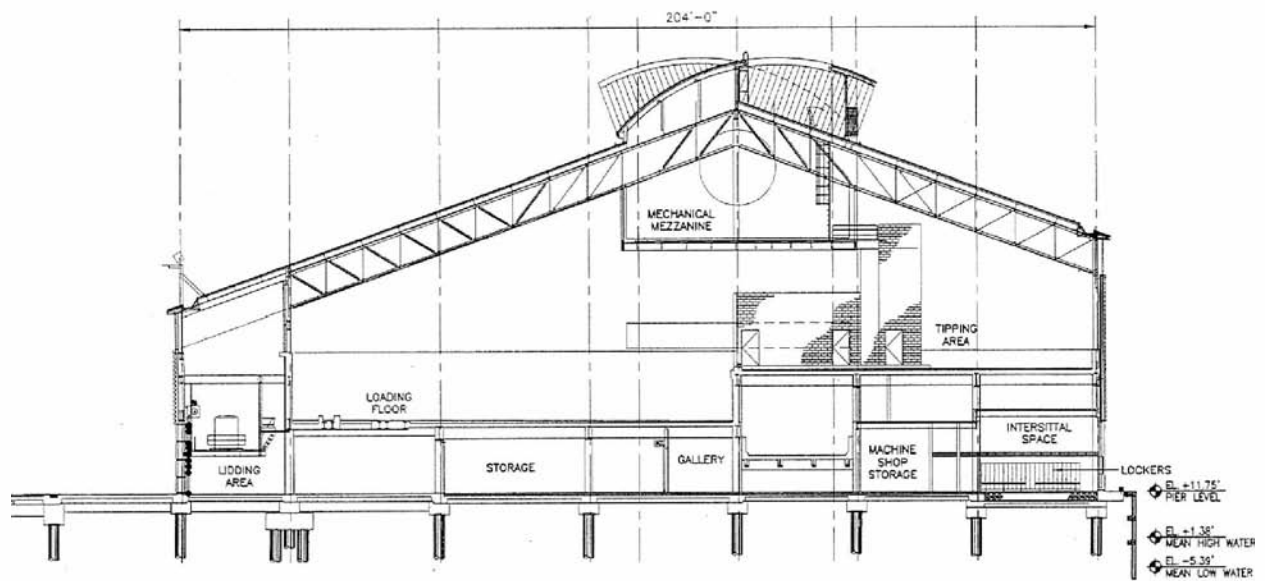 204'-0"
MECHANICAL
MEZZANINE
TIPPING
AREA
LOADING
FLOOR
INTERSITTAL
SPACE
MACHINE
SHOP
STORAGE
GALLERY
STORAGE
LIDDING
AREA
LOCKERS
EL. +11.75'
PIER LEVEL
EL. +1.38'
MEAN HIGH WATER
EL. -5.39'
MEAN LOW WATER